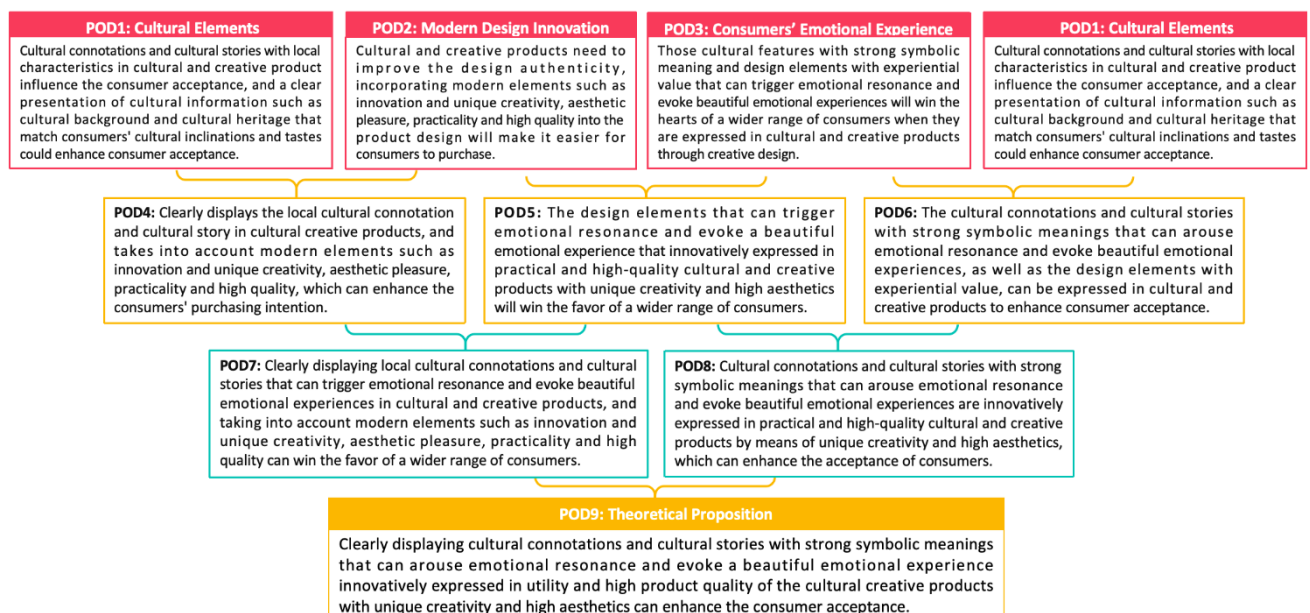 POD1: Cultural Elements
Cultural connotations and cultural stories with local
characteristics in cultural and creative product
influence the consumer acceptance, and a clear
presentation of cultural information such as
cultural background and cultural heritage that
match consumers' cultural inclinations and tastes
could enhance consumer acceptance.
POD2: Modern Design Innovation
Cultural and creative products need to
improve the design authenticity,
incorporating modern elements such as
innovation and unique creativity, aesthetic
pleasure, practicality and high quality into the
product design will make it easier for
consumers to purchase.
POD3: Consumers’ Emotional Experience
Those cultural features with strong symbolic
meaning and design elements with experiential
value that can trigger emotional resonance and
evoke beautiful emotional experiences will win the
hearts of a wider range of consumers when they
are expressed in cultural and creative products
through creative design.
POD1: Cultural Elements
Cultural connotations and cultural stories with local
characteristics in cultural and creative product
influence the consumer acceptance, and a clear
presentation of cultural information such as
cultural background and cultural heritage that
match consumers' cultural inclinations and tastes
could enhance consumer acceptance.
POD4: Clearly displays the local cultural connotation
and cultural story in cultural creative products, and
takes into account modern elements such as
innovation and unique creativity, aesthetic pleasure,
practicality and high quality, which can enhance the
consumers' purchasing intention.
POD5: The design elements that can trigger
emotional resonance and evoke a beautiful
emotional experience that innovatively expressed in
practical and high-quality cultural and creative
products with unique creativity and high aesthetics
will win the favor of a wider range of consumers.
POD6: The cultural connotations and cultural stories
with strong symbolic meanings that can arouse
emotional resonance and evoke beautiful emotional
experiences, as well as the design elements with
experiential value, can be expressed in cultural and
creative products to enhance consumer acceptance.
POD7: Clearly displaying local cultural connotations and cultural
stories that can trigger emotional resonance and evoke beautiful
emotional experiences in cultural and creative products, and
taking into account modern elements such as innovation and
unique creativity, aesthetic pleasure, practicality and high
quality can win the favor of a wider range of consumers.
POD8: Cultural connotations and cultural stories with strong
symbolic meanings that can arouse emotional resonance
and evoke beautiful emotional experiences are innovatively
expressed in practical and high-quality cultural and creative
products by means of unique creativity and high aesthetics,
which can enhance the acceptance of consumers.
POD9: Theoretical Proposition
Clearly displaying cultural connotations and cultural stories with strong symbolic meanings
that can arouse emotional resonance and evoke a beautiful emotional experience
innovatively expressed in utility and high product quality of the cultural creative products
with unique creativity and high aesthetics can enhance the consumer acceptance.